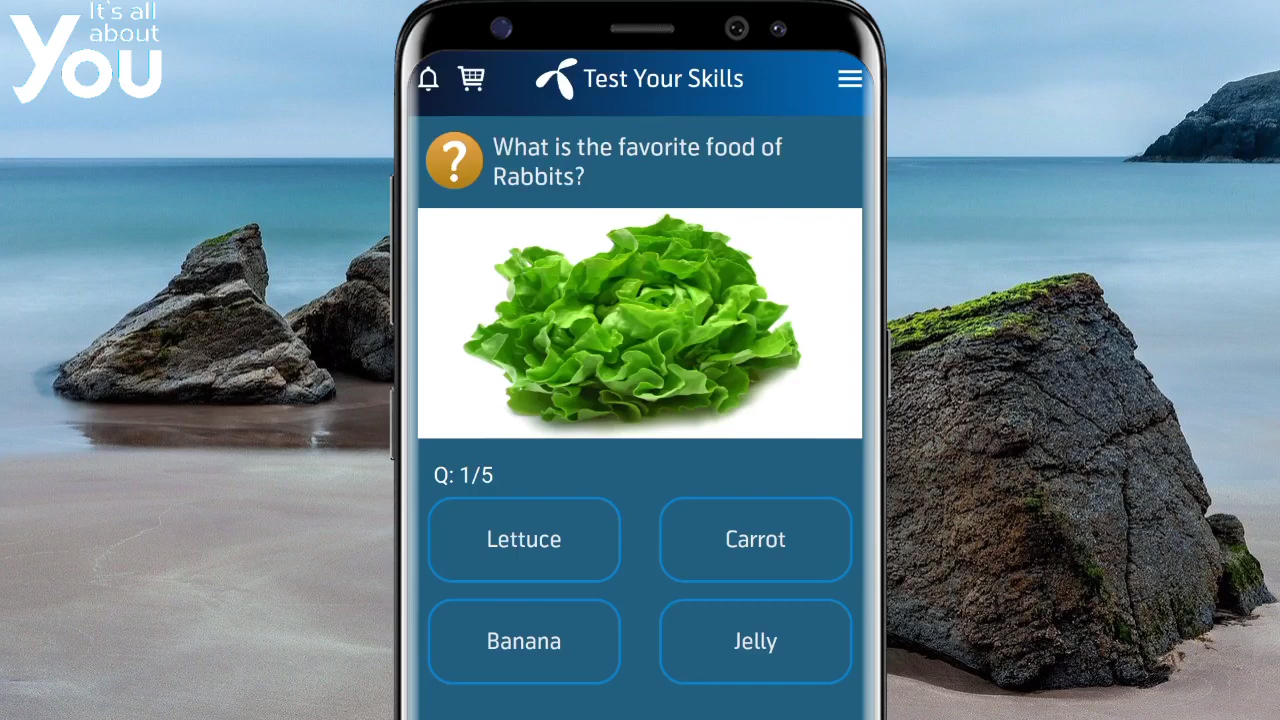 It's all
about
You
Test Your Skills
?
What is the favorite food of
Rabbits?
Q: 1/5
Lettuce
Carrot
Banana
Jelly